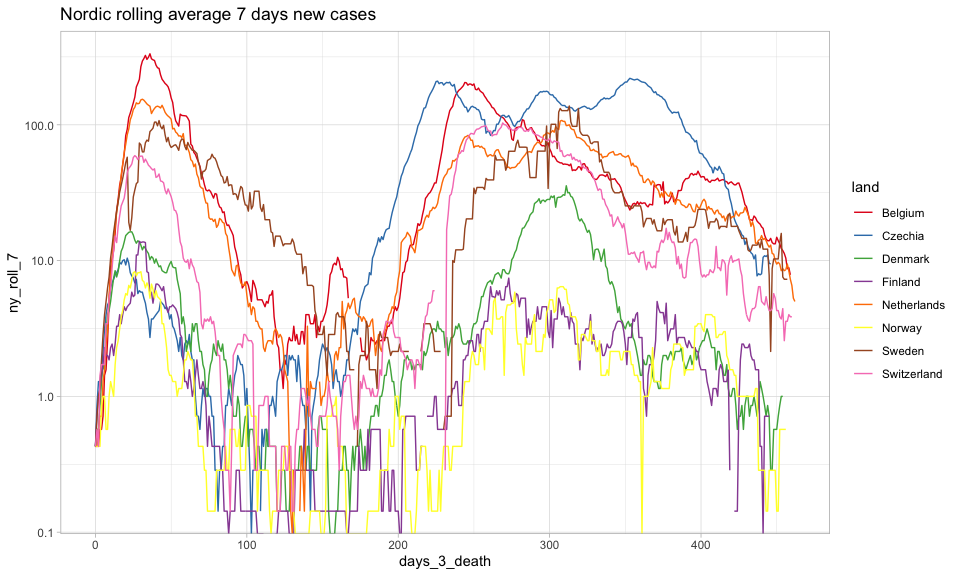 Nordic rolling average 7 days new cases
ny_roll_7
100.0
10.0
1.0
0.1
0 100 200 300 400
days_3_death
land
Belgium
Czechia
Denmark
Finland
Netherlands
Norway
Sweden
Switzerland